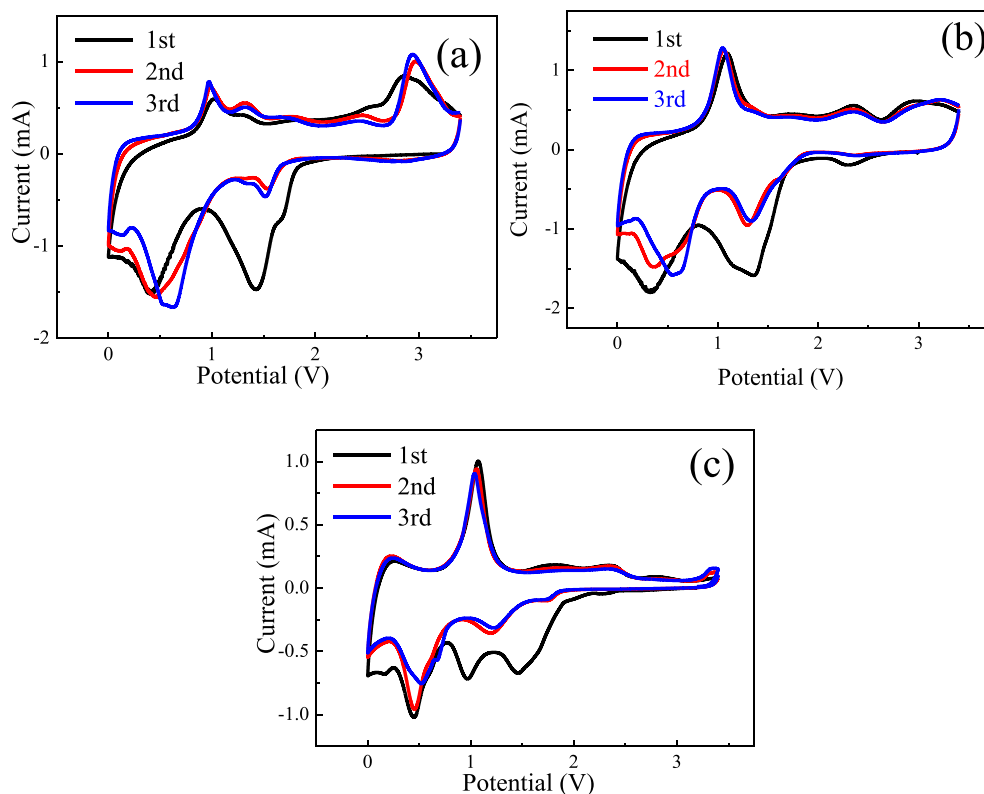 (a)
1st
2nd
3rd
1
0
-1
-2
Current (mA)
0
1
2
3
Potential (V)
(b)
1st
2nd
3rd
1
0
-1
-2
Current (mA)
0
1
2
3
Potential (V)
(c)
1st
2nd
3rd
1.0
0.5
0.0
-0.5
-1.0
Current (mA)
0
1
2
3
Potential (V)